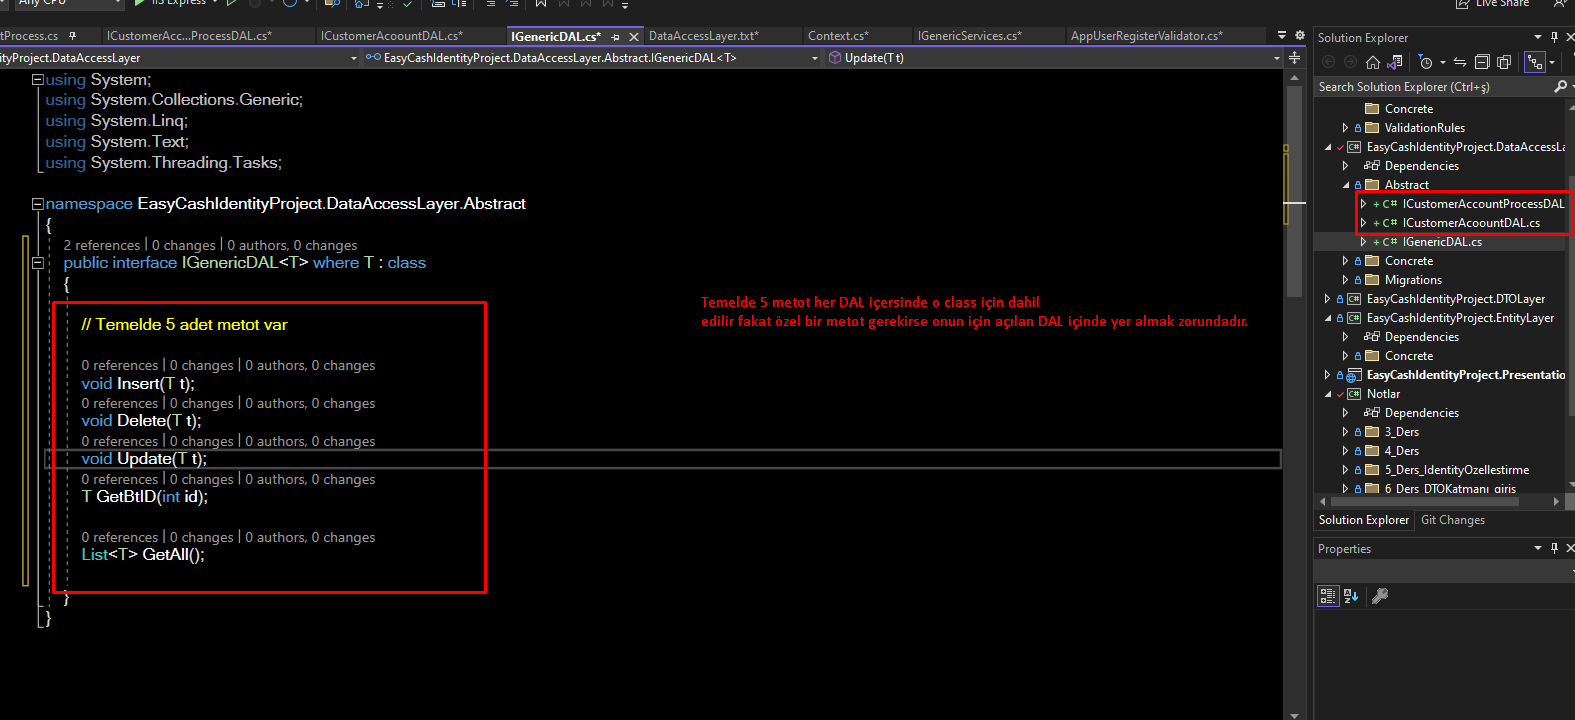 Any CPU
IIS Express
Live Share
tProcess.cs
ICustomerAcc...ProcessDAL.cs*
ICustomerAcoountDAL.cs*
IGenericDAL.cs*
DataAccessLayer.txt*
Context.cs*
IGenericServices.cs*
AppUserRegisterValidator.cs*
ityProject.DataAccessLayer
EasyCashIdentityProject.DataAccessLayer.Abstract.IGenericDAL<T>
Update(T t)
using System;
using System.Collections.Generic;
using System.Linq;
using System.Text;
using System.Threading.Tasks;
namespace EasyCashIdentityProject.DataAccessLayer.Abstract
{
2 references | 0 changes | 0 authors, 0 changes
public interface IGenericDAL<T> where T : class
{
// Temelde 5 adet metot var
0 references | 0 changes | 0 authors, 0 changes
void Insert(T t);
0 references | 0 changes | 0 authors, 0 changes
void Delete(T t);
0 references | 0 changes | 0 authors, 0 changes
void Update(T t);
0 references | 0 changes | 0 authors, 0 changes
T GetBtID(int id);
0 references | 0 changes | 0 authors, 0 changes
List<T> GetAll();
}
}
Temelde 5 metot her DAL içersinde o class için dahil
edilir fakat özel bir metot gerekirse onun için açılan DAL içinde yer almak zorundadır.
Solution Explorer
Search Solution Explorer (Ctrl+ş)
Concrete
ValidationRules
EasyCashIdentityProject.DataAccessLa
Dependencies
Abstract
ICustomerAccountProcessDAL
ICustomerAcoountDAL.cs
IGenericDAL.cs
Concrete
Migrations
EasyCashIdentityProject.DTOLayer
EasyCashIdentityProject.EntityLayer
Dependencies
Concrete
EasyCashIdentityProject.Presentatio
Notlar
Dependencies
3_Ders
4_Ders
5_Ders_IdentityOzellestirme
6_Ders_DTOKatmanı_giris
Solution Explorer
Git Changes
Properties